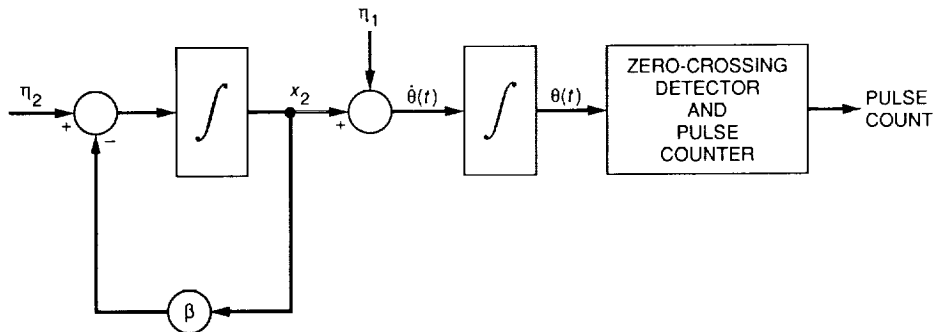 η1
η2
+
−
∫
x2
+
θ̇(t)
∫
θ(t)
ZERO-CROSSING
DETECTOR
AND
PULSE
COUNTER
PULSE
COUNT
β